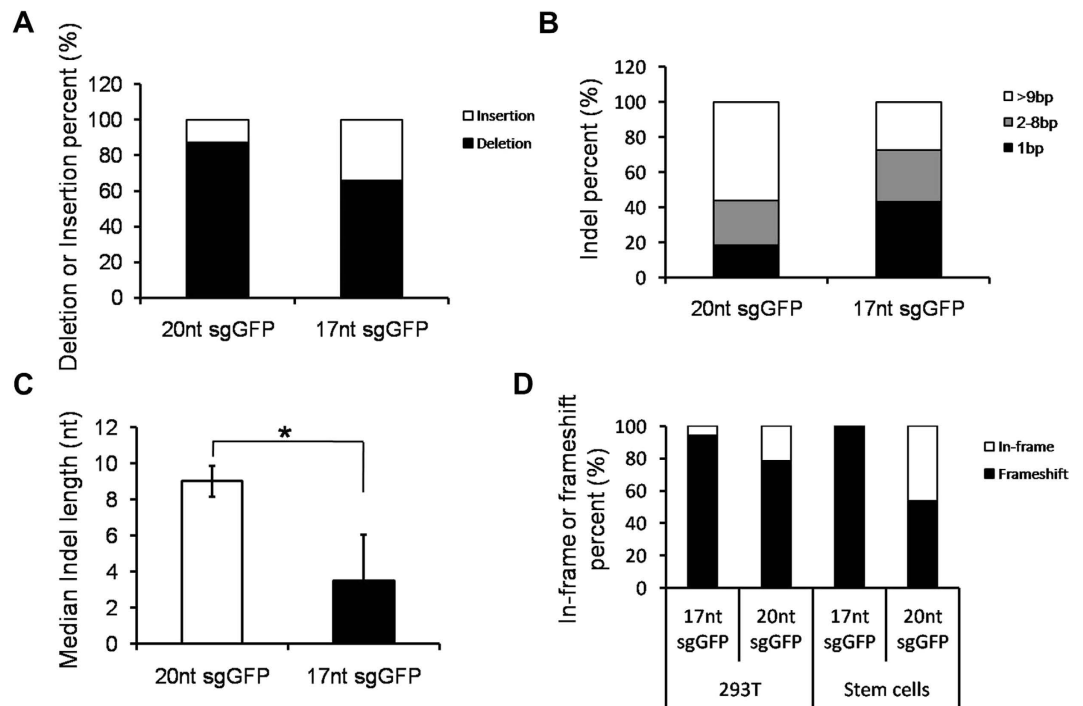 A
Deletion or Insertion percent (%)
120
100
80
60
40
20
0
20nt sgGFP
17nt sgGFP
Insertion
Deletion
B
Indel percent (%)
120
100
80
60
40
20
0
20nt sgGFP
17nt sgGFP
>9bp
2-8bp
1bp
C
Median Indel length (nt)
12
10
8
6
4
2
0
*
20nt sgGFP
17nt sgGFP
D
In-frame or frameshift
percent (%)
100
80
60
40
20
0
17nt
sgGFP
20nt
sgGFP
17nt
sgGFP
20nt
sgGFP
293T
Stem cells
In-frame
Frameshift